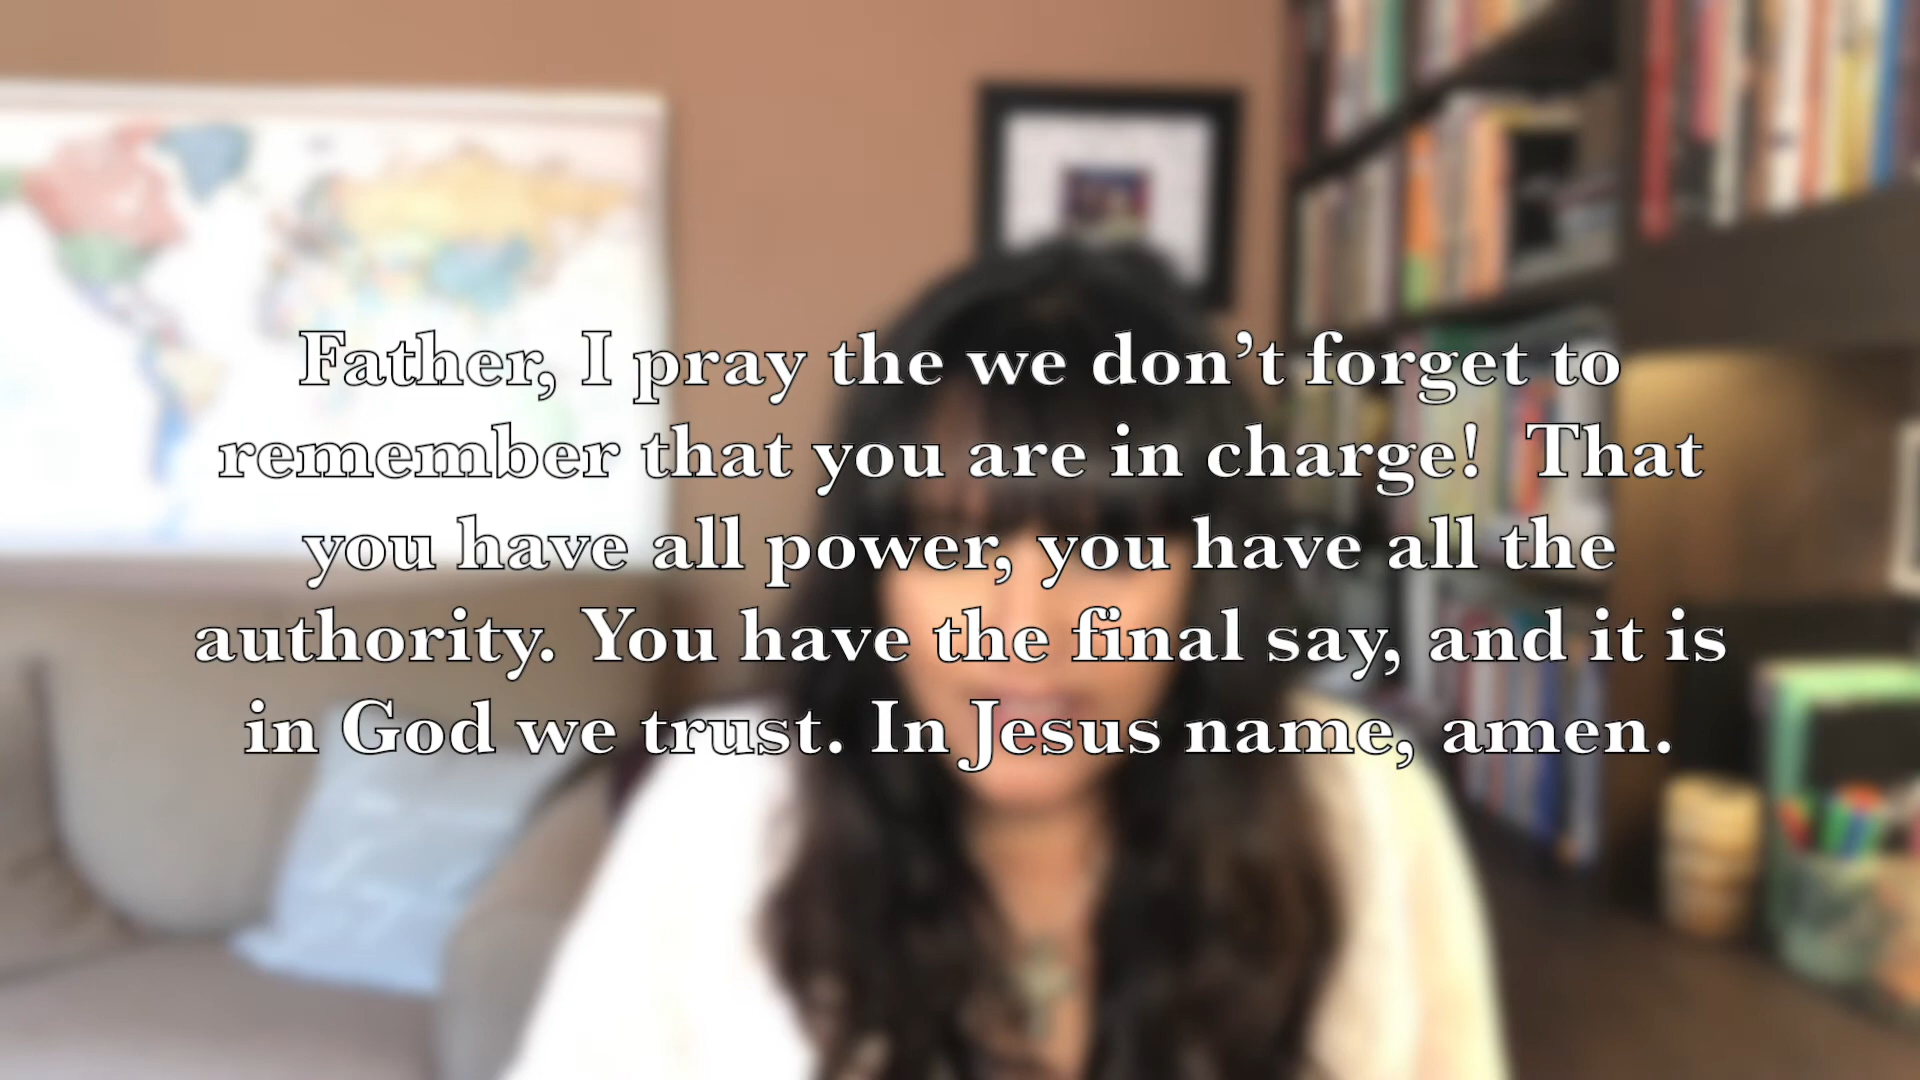 Father, I pray the we don’t forget to
remember that you are in charge!  That
you have all power, you have all the
authority. You have the final say, and it is
in God we trust. In Jesus name, amen.